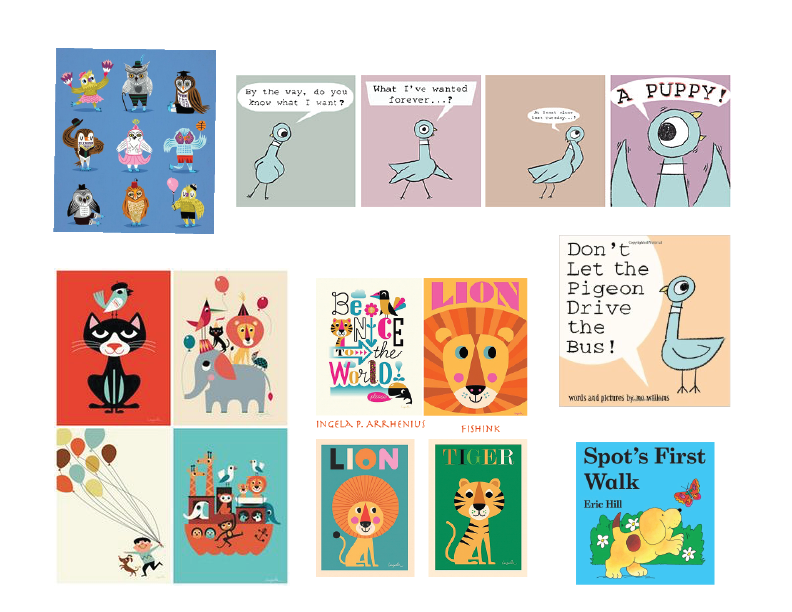 By the way, do you
know what I want?
What I've wanted
forever...?
A PUPPY!
Don't
Let the
Pigeon
Drive
the
Bus!
words and pictures by mo willems
BE
NICE
TO
the
WORLD!
please
LION
INGELA P. ARRHENIUS
FISHINK
LION
TIGER
Spot's First
Walk
Eric Hill